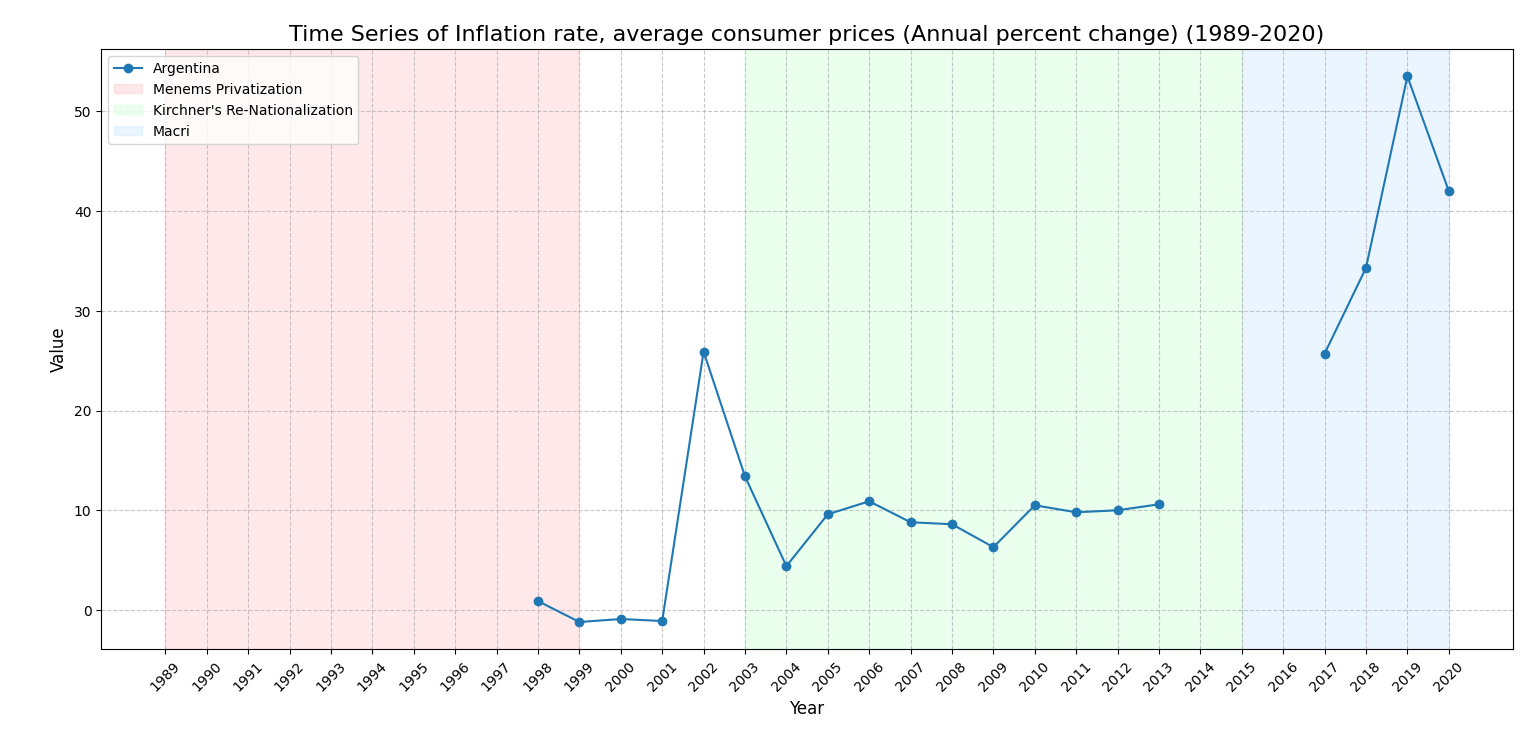 Time Series of Inflation rate, average consumer prices (Annual percent change) (1989-2020)
Argentina
Menems Privatization
Kirchner's Re-Nationalization
Macri
Value
50
40
30
20
10
0
1989 1990 1991 1992 1993 1994 1995 1996 1997 1998 1999 2000 2001 2002 2003 2004 2005 2006 2007 2008 2009 2010 2011 2012 2013 2014 2015 2016 2017 2018 2019 2020
Year